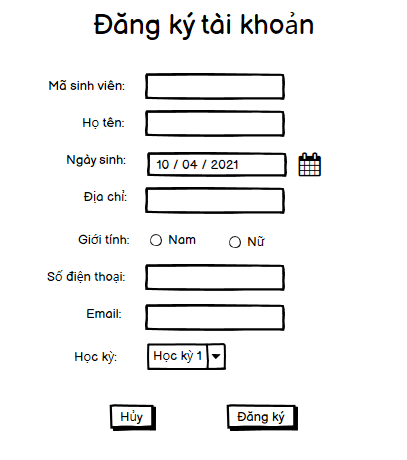 Đăng ký tài khoản
Mã sinh viên:
Họ tên:
Ngày sinh: 10 / 04 / 2021
Địa chỉ:
Giới tính: Nam Nữ
Số điện thoại:
Email:
Học kỳ: Học kỳ 1
Hủy Đăng ký